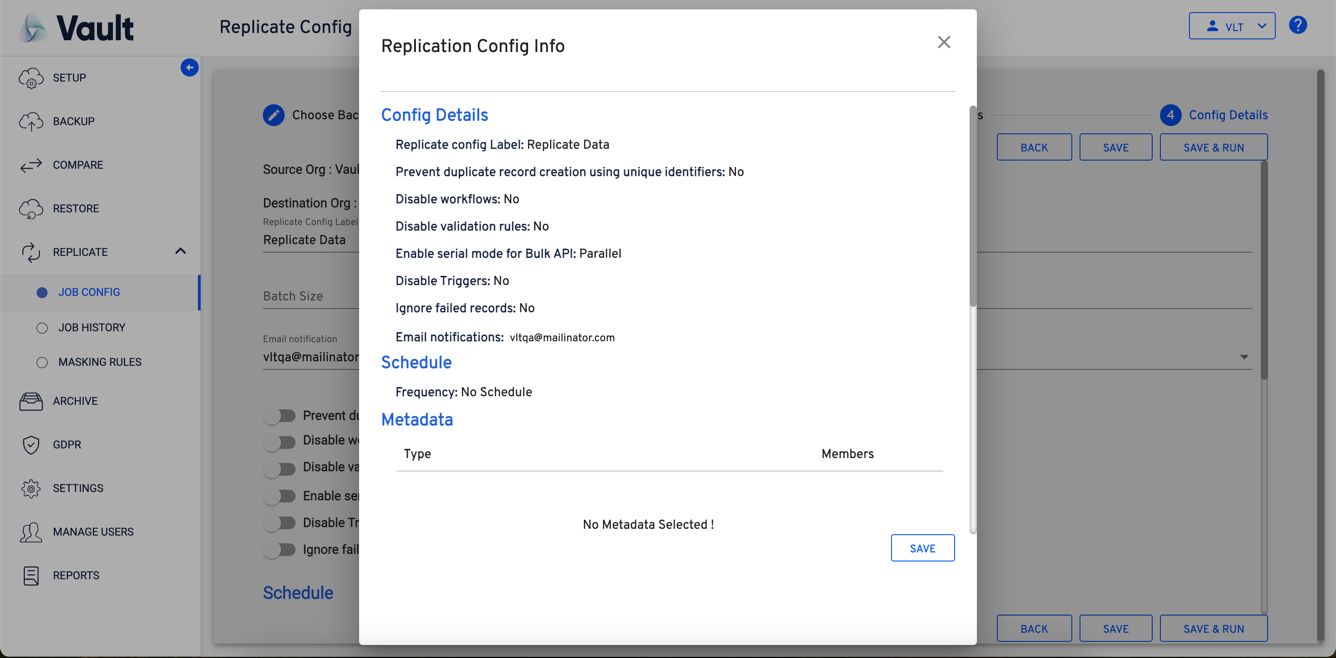 Vault
Replicate Config
VLT
?
SETUP
BACKUP
COMPARE
RESTORE
REPLICATE
JOB CONFIG
JOB HISTORY
MASKING RULES
ARCHIVE
GDPR
SETTINGS
MANAGE USERS
REPORTS
Choose Bac
s
4 Config Details
BACK SAVE SAVE & RUN
Source Org : Vaul
Destination Org :
Replicate Config Label
Replicate Data
Batch Size
Email notification
vltqa@mailinator
Prevent du
Disable wo
Disable va
Enable se
Disable Tr
Ignore fail
Schedule
BACK SAVE SAVE & RUN
Replication Config Info
Config Details
Replicate config Label: Replicate Data
Prevent duplicate record creation using unique identifiers: No
Disable workflows: No
Disable validation rules: No
Enable serial mode for Bulk API: Parallel
Disable Triggers: No
Ignore failed records: No
Email notifications: vltqa@mailinator.com
Schedule
Frequency: No Schedule
Metadata
Type Members
No Metadata Selected !
SAVE